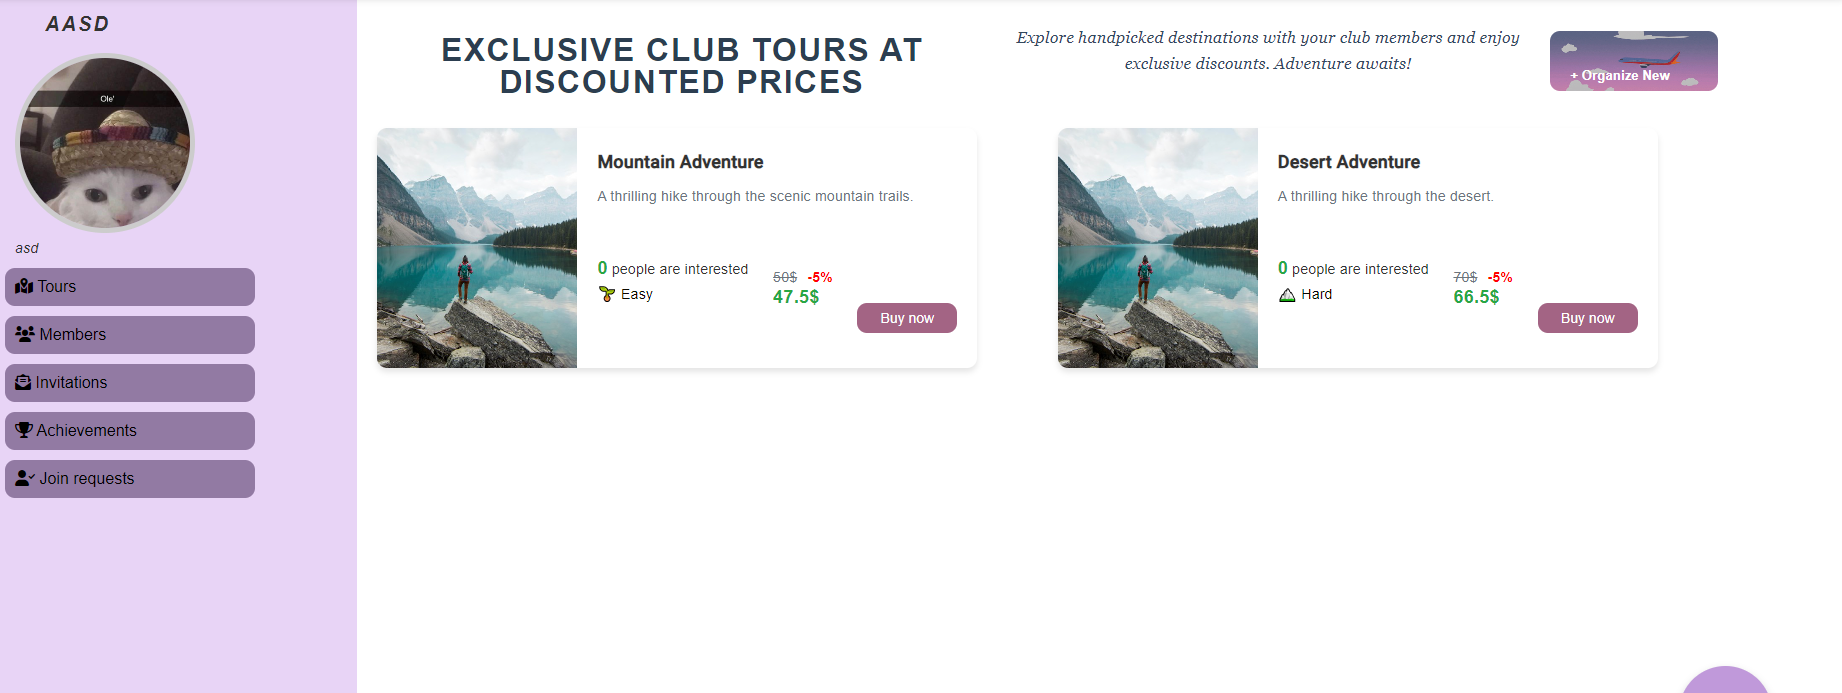 AASD
Ole'
asd
Tours
Members
Invitations
Achievements
Join requests
EXCLUSIVE CLUB TOURS AT
DISCOUNTED PRICES
Explore handpicked destinations with your club members and enjoy
exclusive discounts. Adventure awaits!
+ Organize New
Mountain Adventure
A thrilling hike through the scenic mountain trails.
0 people are interested
Easy
50$ -5%
47.5$
Buy now
Desert Adventure
A thrilling hike through the desert.
0 people are interested
Hard
70$ -5%
66.5$
Buy now